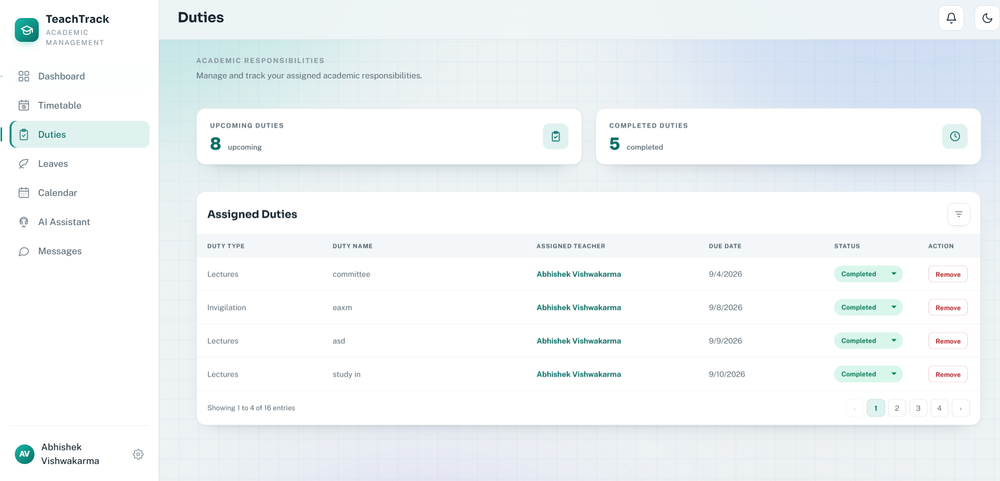 TeachTrack
ACADEMIC
MANAGEMENT
Dashboard
Timetable
Duties
Leaves
Calendar
AI Assistant
Messages
AV
Abhishek
Vishwakarma
Duties
ACADEMIC RESPONSIBILITIES
Manage and track your assigned academic responsibilities.
UPCOMING DUTIES
8 upcoming
COMPLETED DUTIES
5 completed
Assigned Duties
DUTY TYPE DUTY NAME ASSIGNED TEACHER DUE DATE STATUS ACTION
Lectures committee Abhishek Vishwakarma 9/4/2026 Completed Remove
Invigilation eaxm Abhishek Vishwakarma 9/8/2026 Completed Remove
Lectures asd Abhishek Vishwakarma 9/9/2026 Completed Remove
Lectures study in Abhishek Vishwakarma 9/10/2026 Completed Remove
Showing 1 to 4 of 16 entries ‹ 1 2 3 4 ›